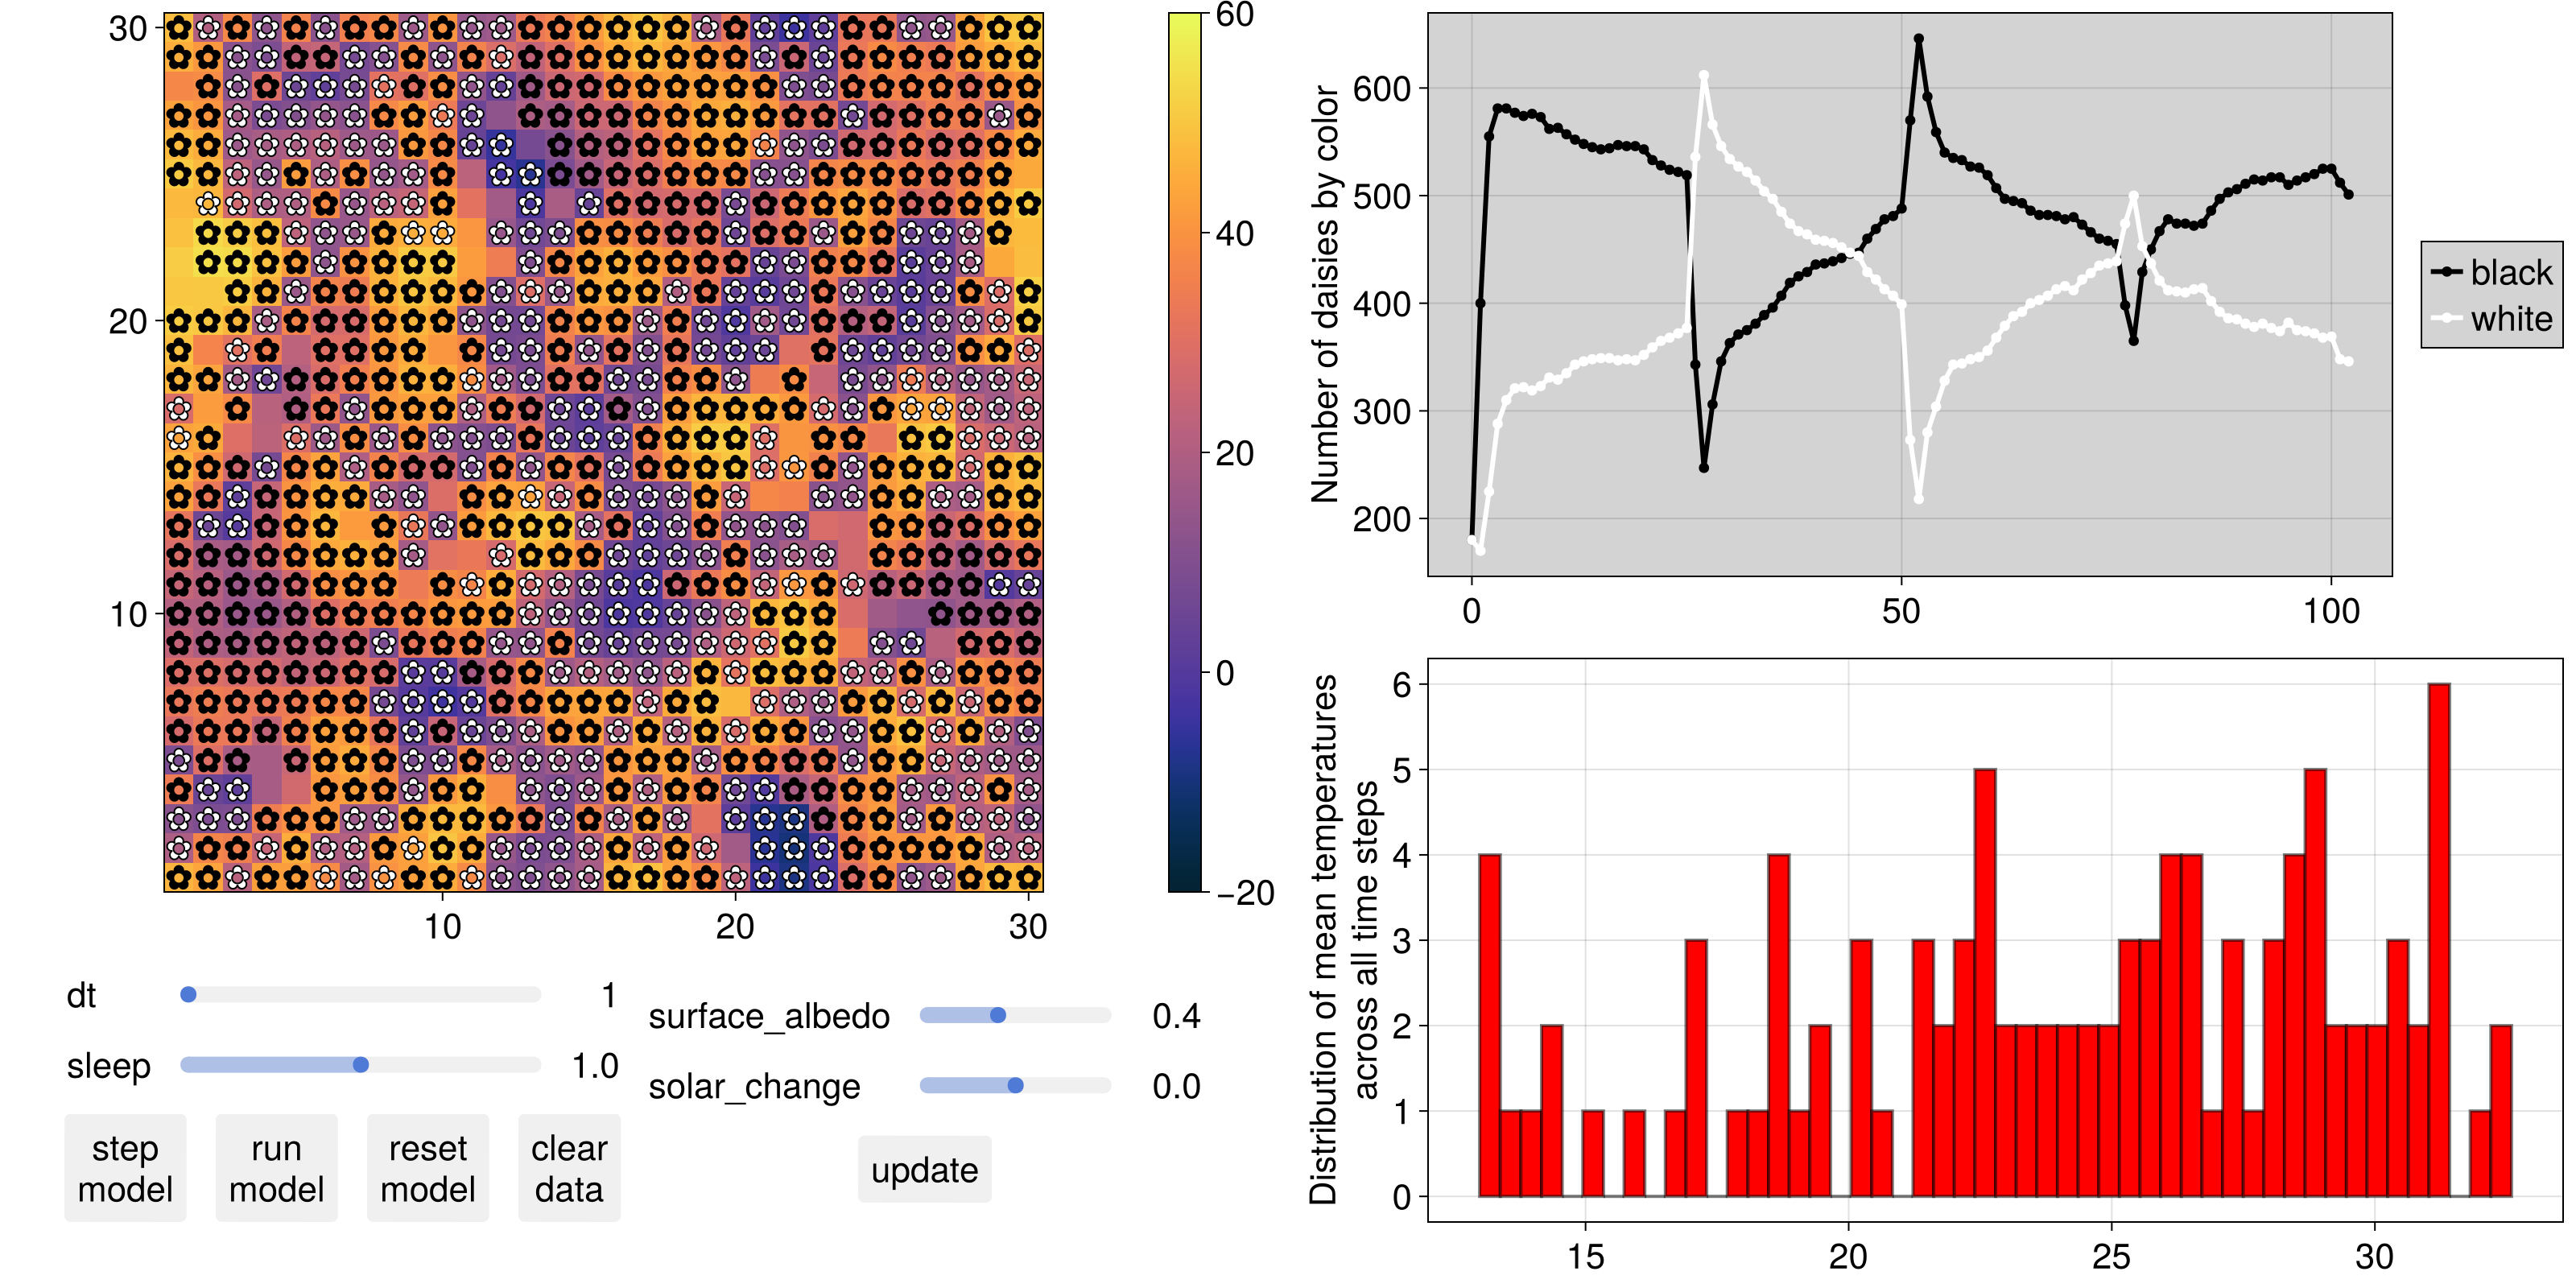 30
20
10
10
20
30
60
40
20
0
−20
Number of daisies by color
600
500
400
300
200
0
50
100
black
white
Distribution of mean temperatures
across all time steps
6
5
4
3
2
1
0
15
20
25
30
dt
1
sleep
1.0
surface_albedo
0.4
solar_change
0.0
step
model
run
model
reset
model
clear
data
update